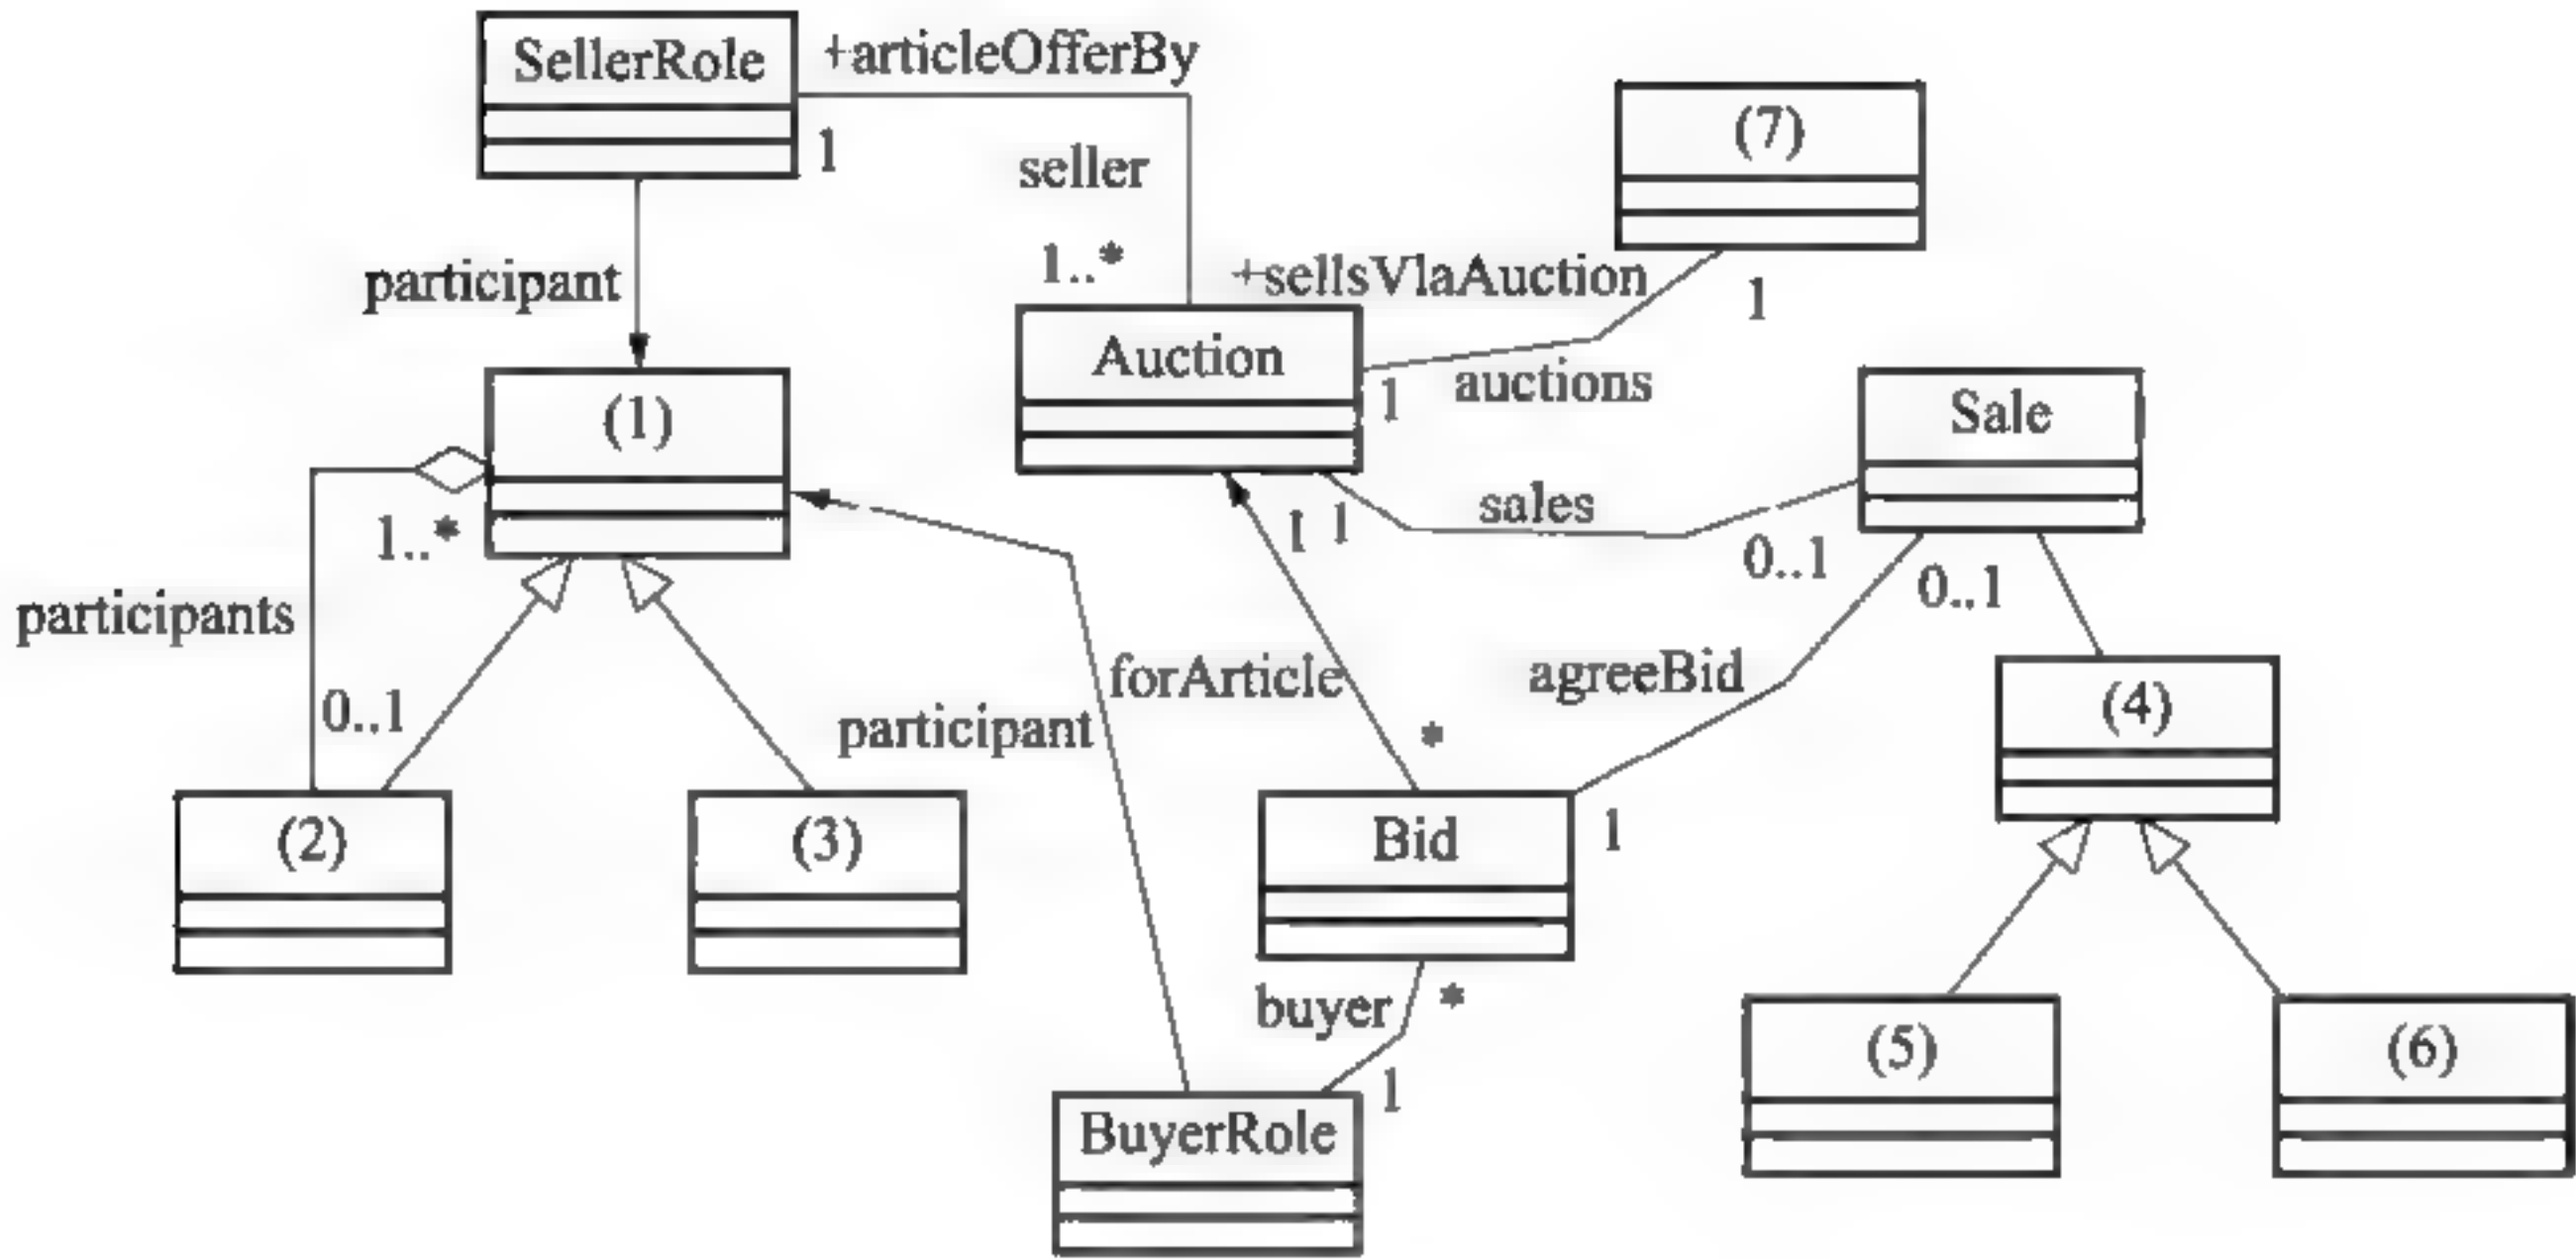 SellerRole
+articleOfferBy
1
(7)
seller
1..*
+sellsVlaAuction
1
participant
Auction
1
auctions
Sale
(1)
1..*
sales
1
1
0..1
0..1
participants
0..1
forArticle
agreeBid
(4)
participant
*
(2)
(3)
Bid
1
buyer
*
(5)
(6)
1
BuyerRole